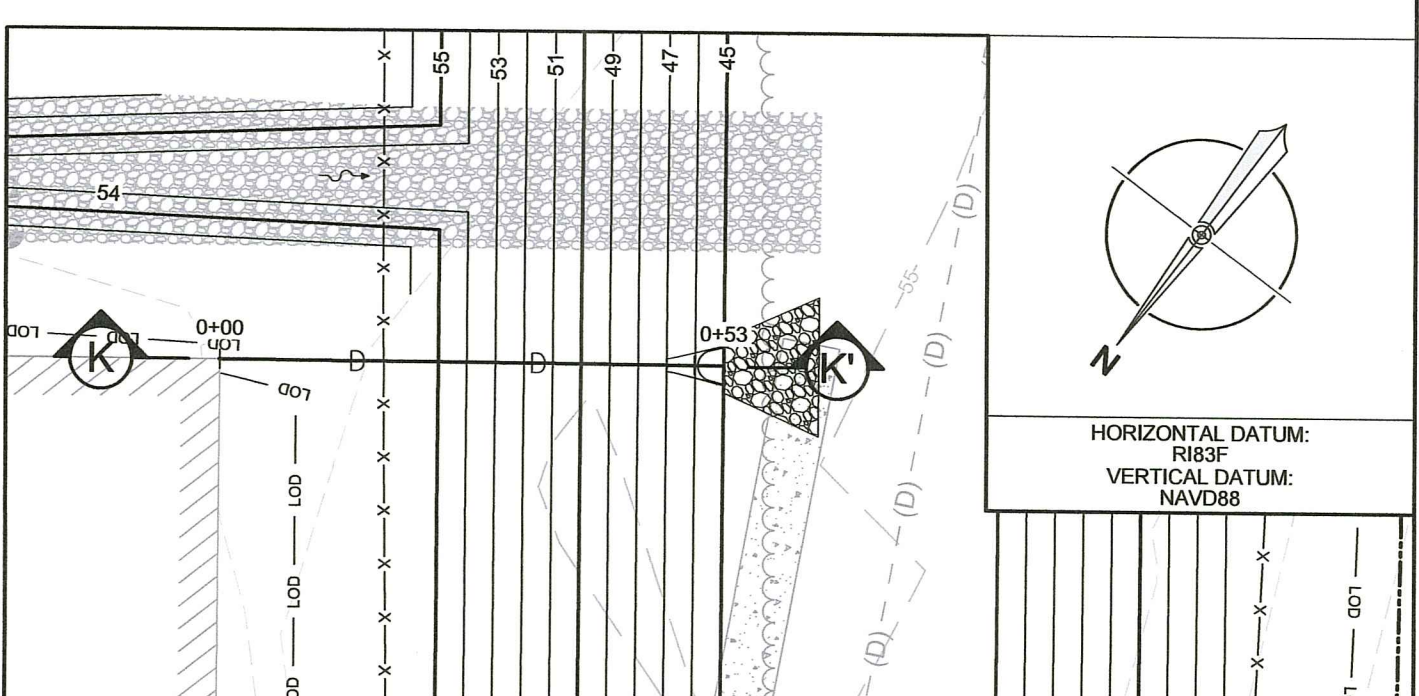 55
53
51
49
47
45
54
(D)
-55-
(D)
(D)
(D)
LOD
LOD
LOD
0+00
K
D
D
0+53
K'
LOD
LOD
LOD
OD
N
HORIZONTAL DATUM:
RI83F
VERTICAL DATUM:
NAVD88
LOD
L